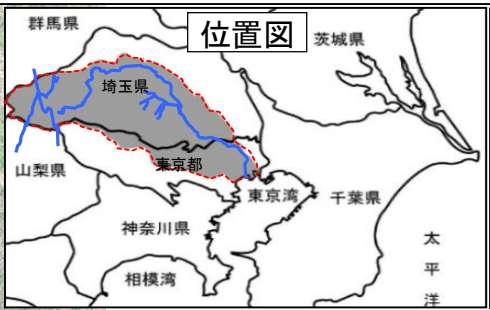 位置図
群馬県
茨城県
埼玉県
山梨県
東京都
東京湾
千葉県
神奈川県
相模湾
太平洋